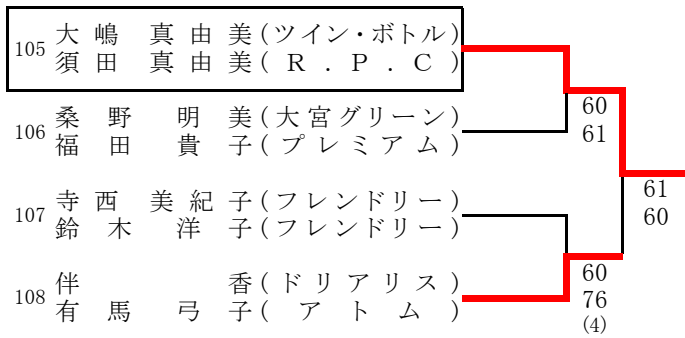 105 大嶋 真由美(ツイン・ボトル)
須田 真由美(R.P.C)
106 桑野 明美(大宮グリーン)
福田 貴子(プレミアム)
60
61
107 寺西 美紀子(フレンドリー)
鈴木 洋子(フレンドリー)
61
60
108 伴 香(ドリアリス)
有馬 弓子(アトム)
60
76
(4)